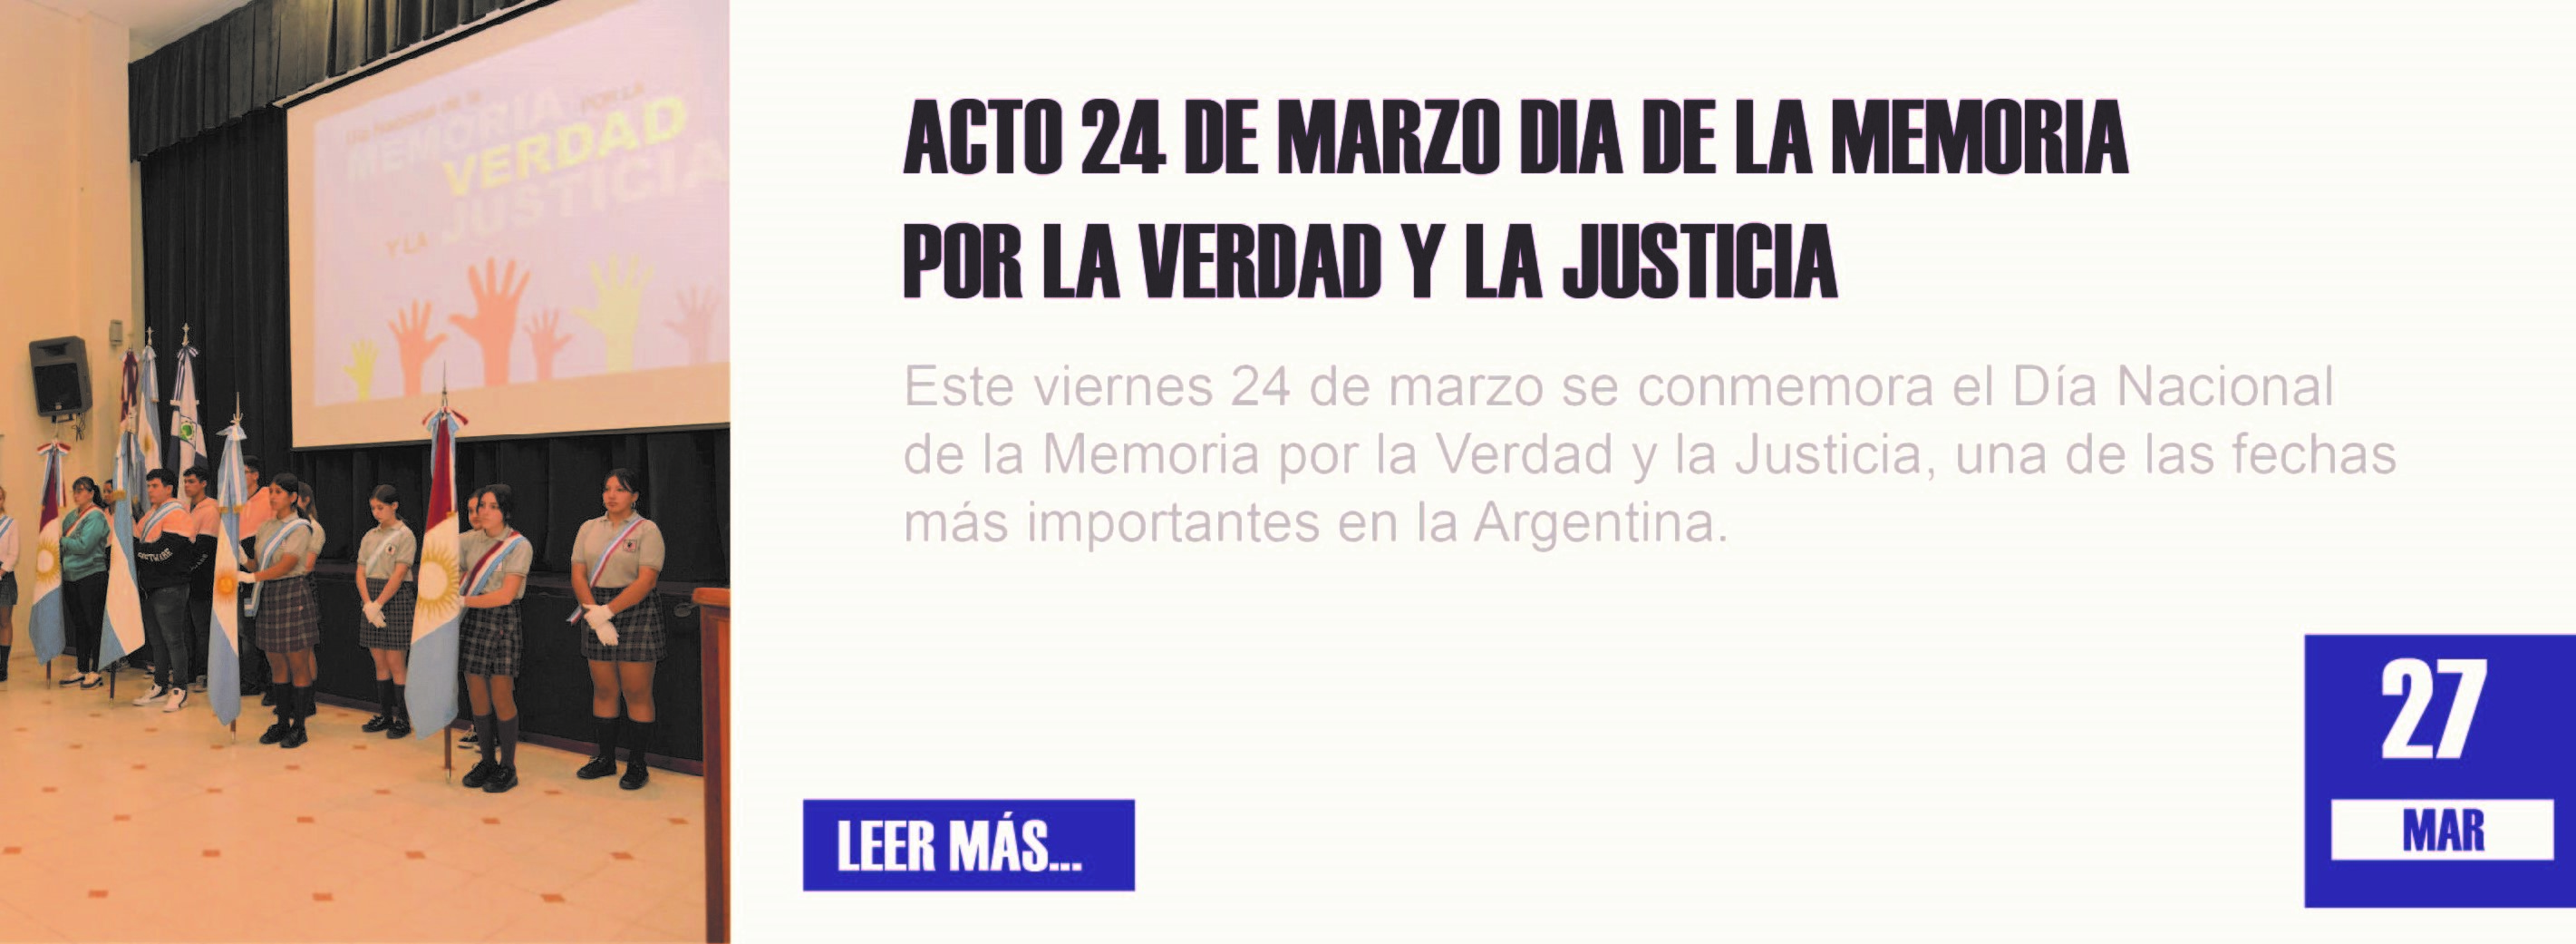 Día Nacional de la
MEMORIA POR LA
VERDAD
Y LA JUSTICIA
ACTO 24 DE MARZO DIA DE LA MEMORIA
POR LA VERDAD Y LA JUSTICIA
Este viernes 24 de marzo se conmemora el Día Nacional
de la Memoria por la Verdad y la Justicia, una de las fechas
más importantes en la Argentina.
LEER MÁS...
27
MAR